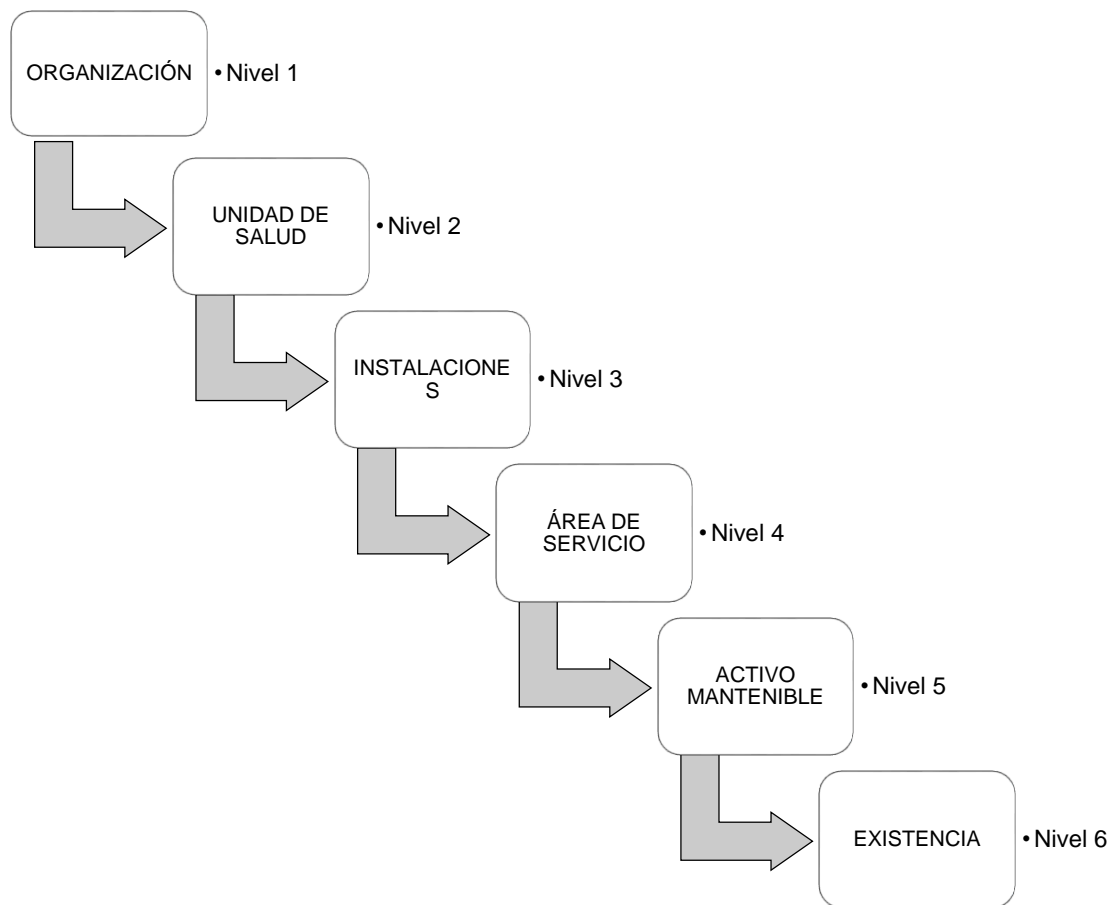 ORGANIZACIÓN
• Nivel 1
UNIDAD DE
SALUD
• Nivel 2
INSTALACIONE
S
• Nivel 3
ÁREA DE
SERVICIO
• Nivel 4
ACTIVO
MANTENIBLE
• Nivel 5
EXISTENCIA
• Nivel 6